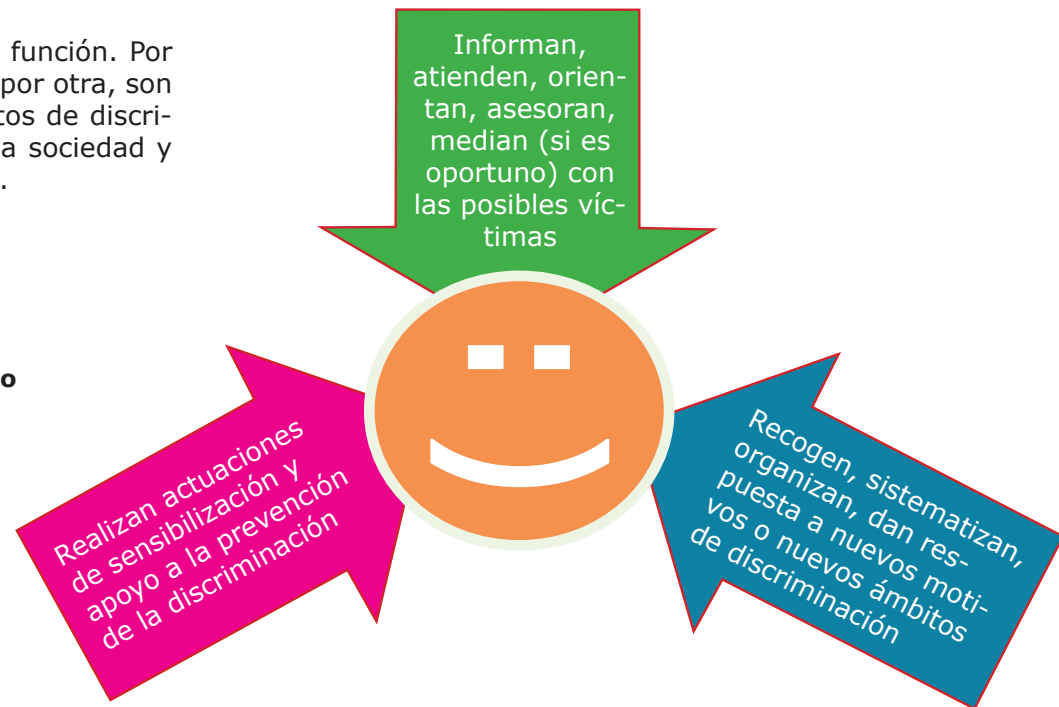 función. Por
por otra, son
tos de discri-
a sociedad y
.
o
Informan,
atienden, orien-
tan, asesoran,
median (si es
oportuno) con
las posibles víc-
timas
Realizan actuaciones
de sensibilización y
apoyo a la prevención
de la discriminación
Recogen, sistematizan,
organizan, dan res-
puesta a nuevos moti-
vos o nuevos ámbitos
de discriminación